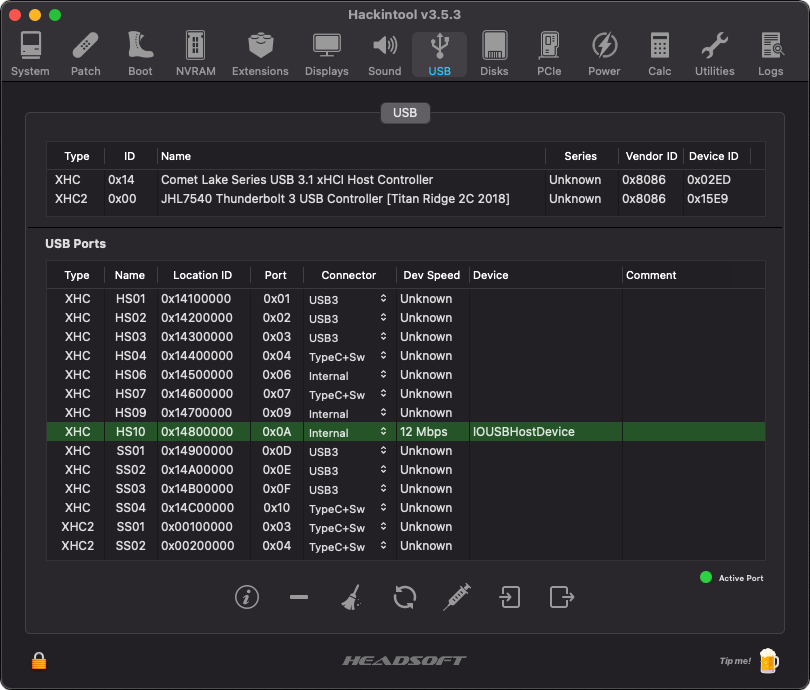 Hackintool v3.5.3
System Patch Boot NVRAM Extensions Displays Sound USB Disks PCIe Power Calc Utilities Logs
USB
Type ID Name Series Vendor ID Device ID
XHC 0x14 Comet Lake Series USB 3.1 xHCI Host Controller Unknown 0x8086 0x02ED
XHC2 0x00 JHL7540 Thunderbolt 3 USB Controller [Titan Ridge 2C 2018] Unknown 0x8086 0x15E9
USB Ports
Type Name Location ID Port Connector Dev Speed Device Comment
XHC HS01 0x14100000 0x01 USB3 Unknown
XHC HS02 0x14200000 0x02 USB3 Unknown
XHC HS03 0x14300000 0x03 USB3 Unknown
XHC HS04 0x14400000 0x04 TypeC+Sw Unknown
XHC HS06 0x14500000 0x06 Internal Unknown
XHC HS07 0x14600000 0x07 TypeC+Sw Unknown
XHC HS09 0x14700000 0x09 Internal Unknown
XHC HS10 0x14800000 0x0A Internal 12 Mbps IOUSBHostDevice
XHC SS01 0x14900000 0x0D USB3 Unknown
XHC SS02 0x14A00000 0x0E USB3 Unknown
XHC SS03 0x14B00000 0x0F USB3 Unknown
XHC SS04 0x14C00000 0x10 TypeC+Sw Unknown
XHC2 SS01 0x00100000 0x03 TypeC+Sw Unknown
XHC2 SS02 0x00200000 0x04 TypeC+Sw Unknown
Active Port
HEADSOFT
Tip me!